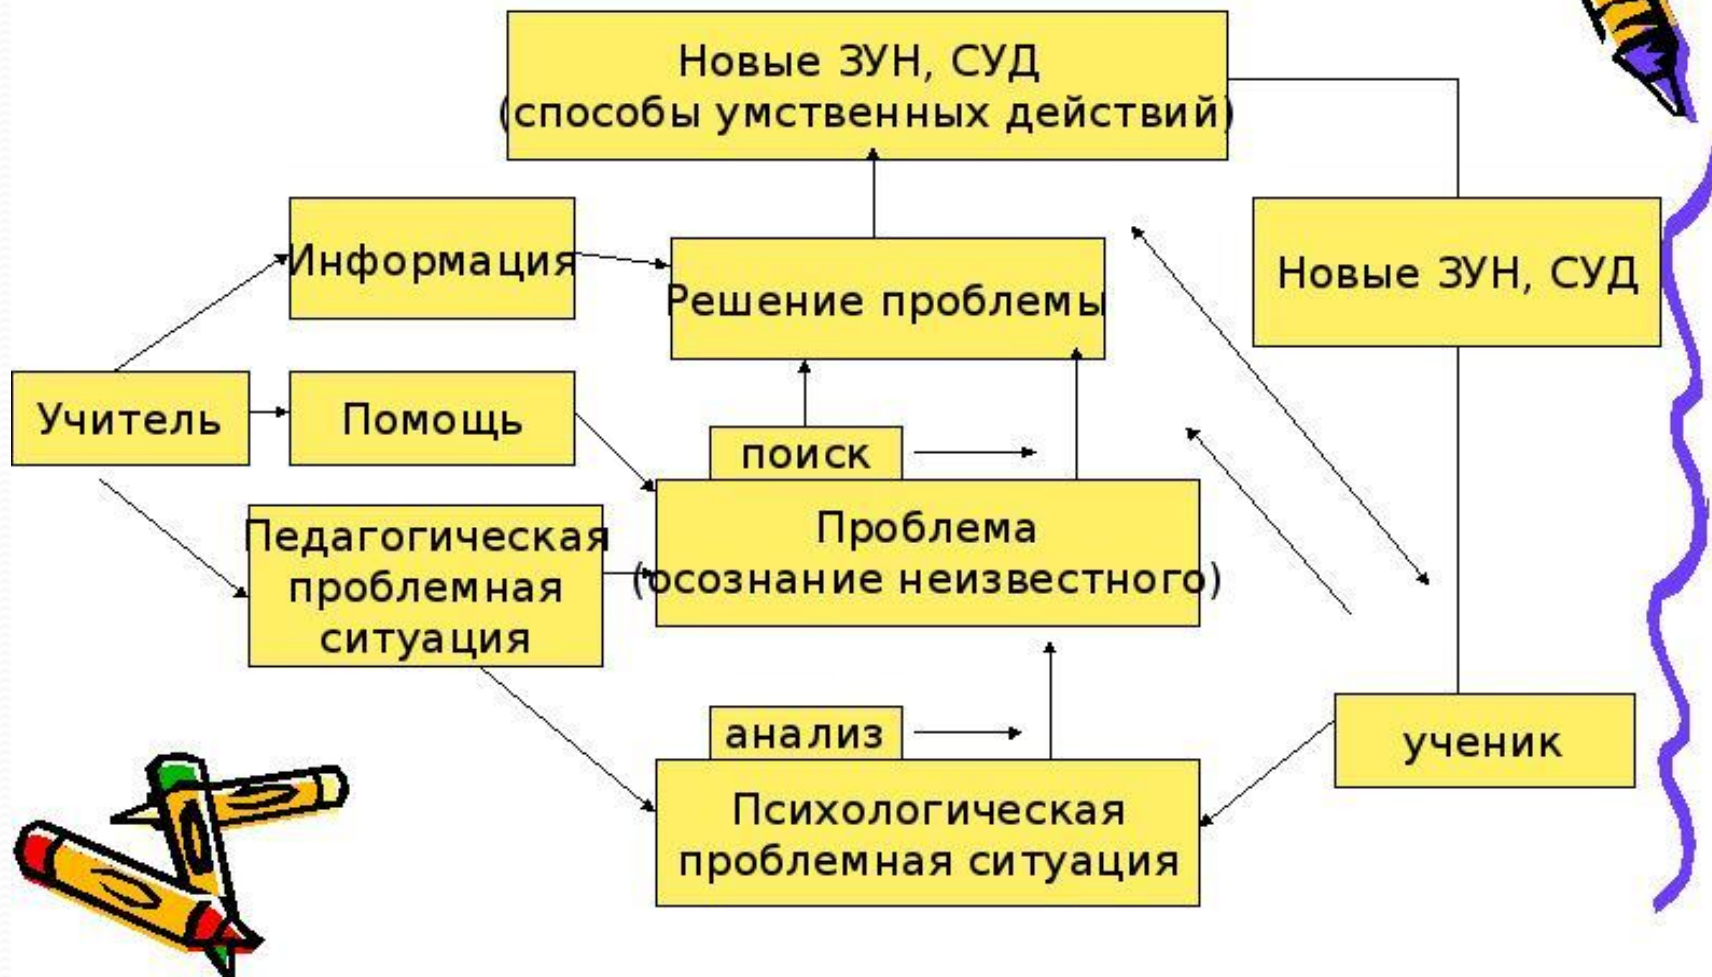 Новые ЗУН, СУД
(способы умственных действий)
Информация
Решение проблемы
Новые ЗУН, СУД
Учитель
Помощь
поиск
Педагогическая
проблемная
ситуация
Проблема
(осознание неизвестного)
анализ
ученик
Психологическая
проблемная ситуация